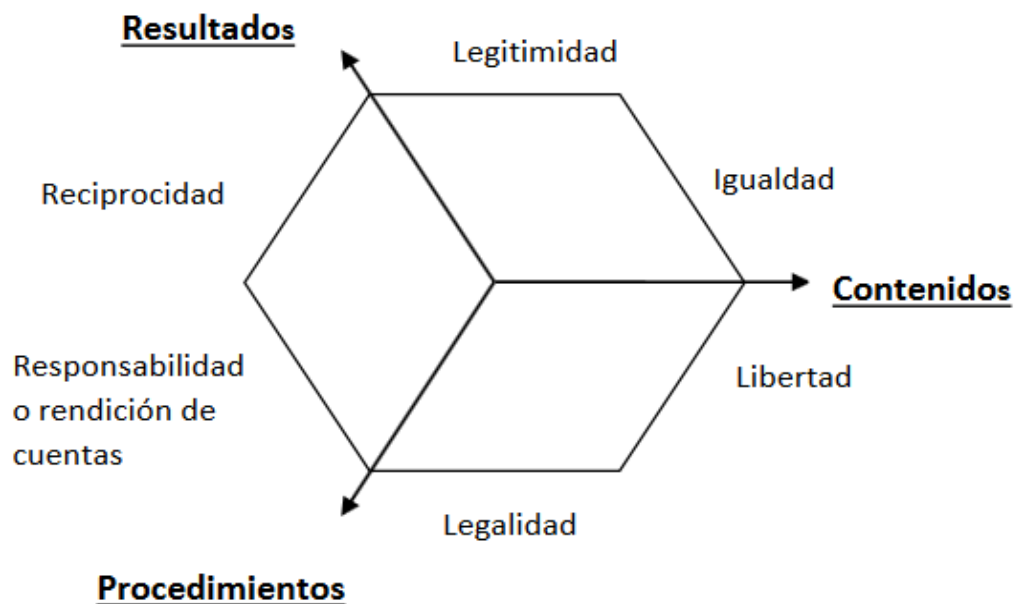 Resultados
Legitimidad
Reciprocidad
Igualdad
Contenidos
Responsabilidad
o rendición de
cuentas
Libertad
Legalidad
Procedimientos